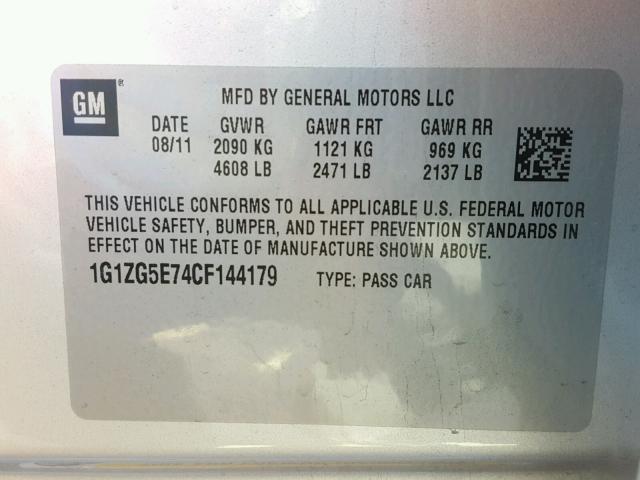 GM®
MFD BY GENERAL MOTORS LLC
DATE GVWR GAWR FRT GAWR RR
08/11 2090 KG 1121 KG 969 KG
4608 LB 2471 LB 2137 LB
THIS VEHICLE CONFORMS TO ALL APPLICABLE U.S. FEDERAL MOTOR
VEHICLE SAFETY, BUMPER, AND THEFT PREVENTION STANDARDS IN
EFFECT ON THE DATE OF MANUFACTURE SHOWN ABOVE.
1G1ZG5E74CF144179 TYPE: PASS CAR